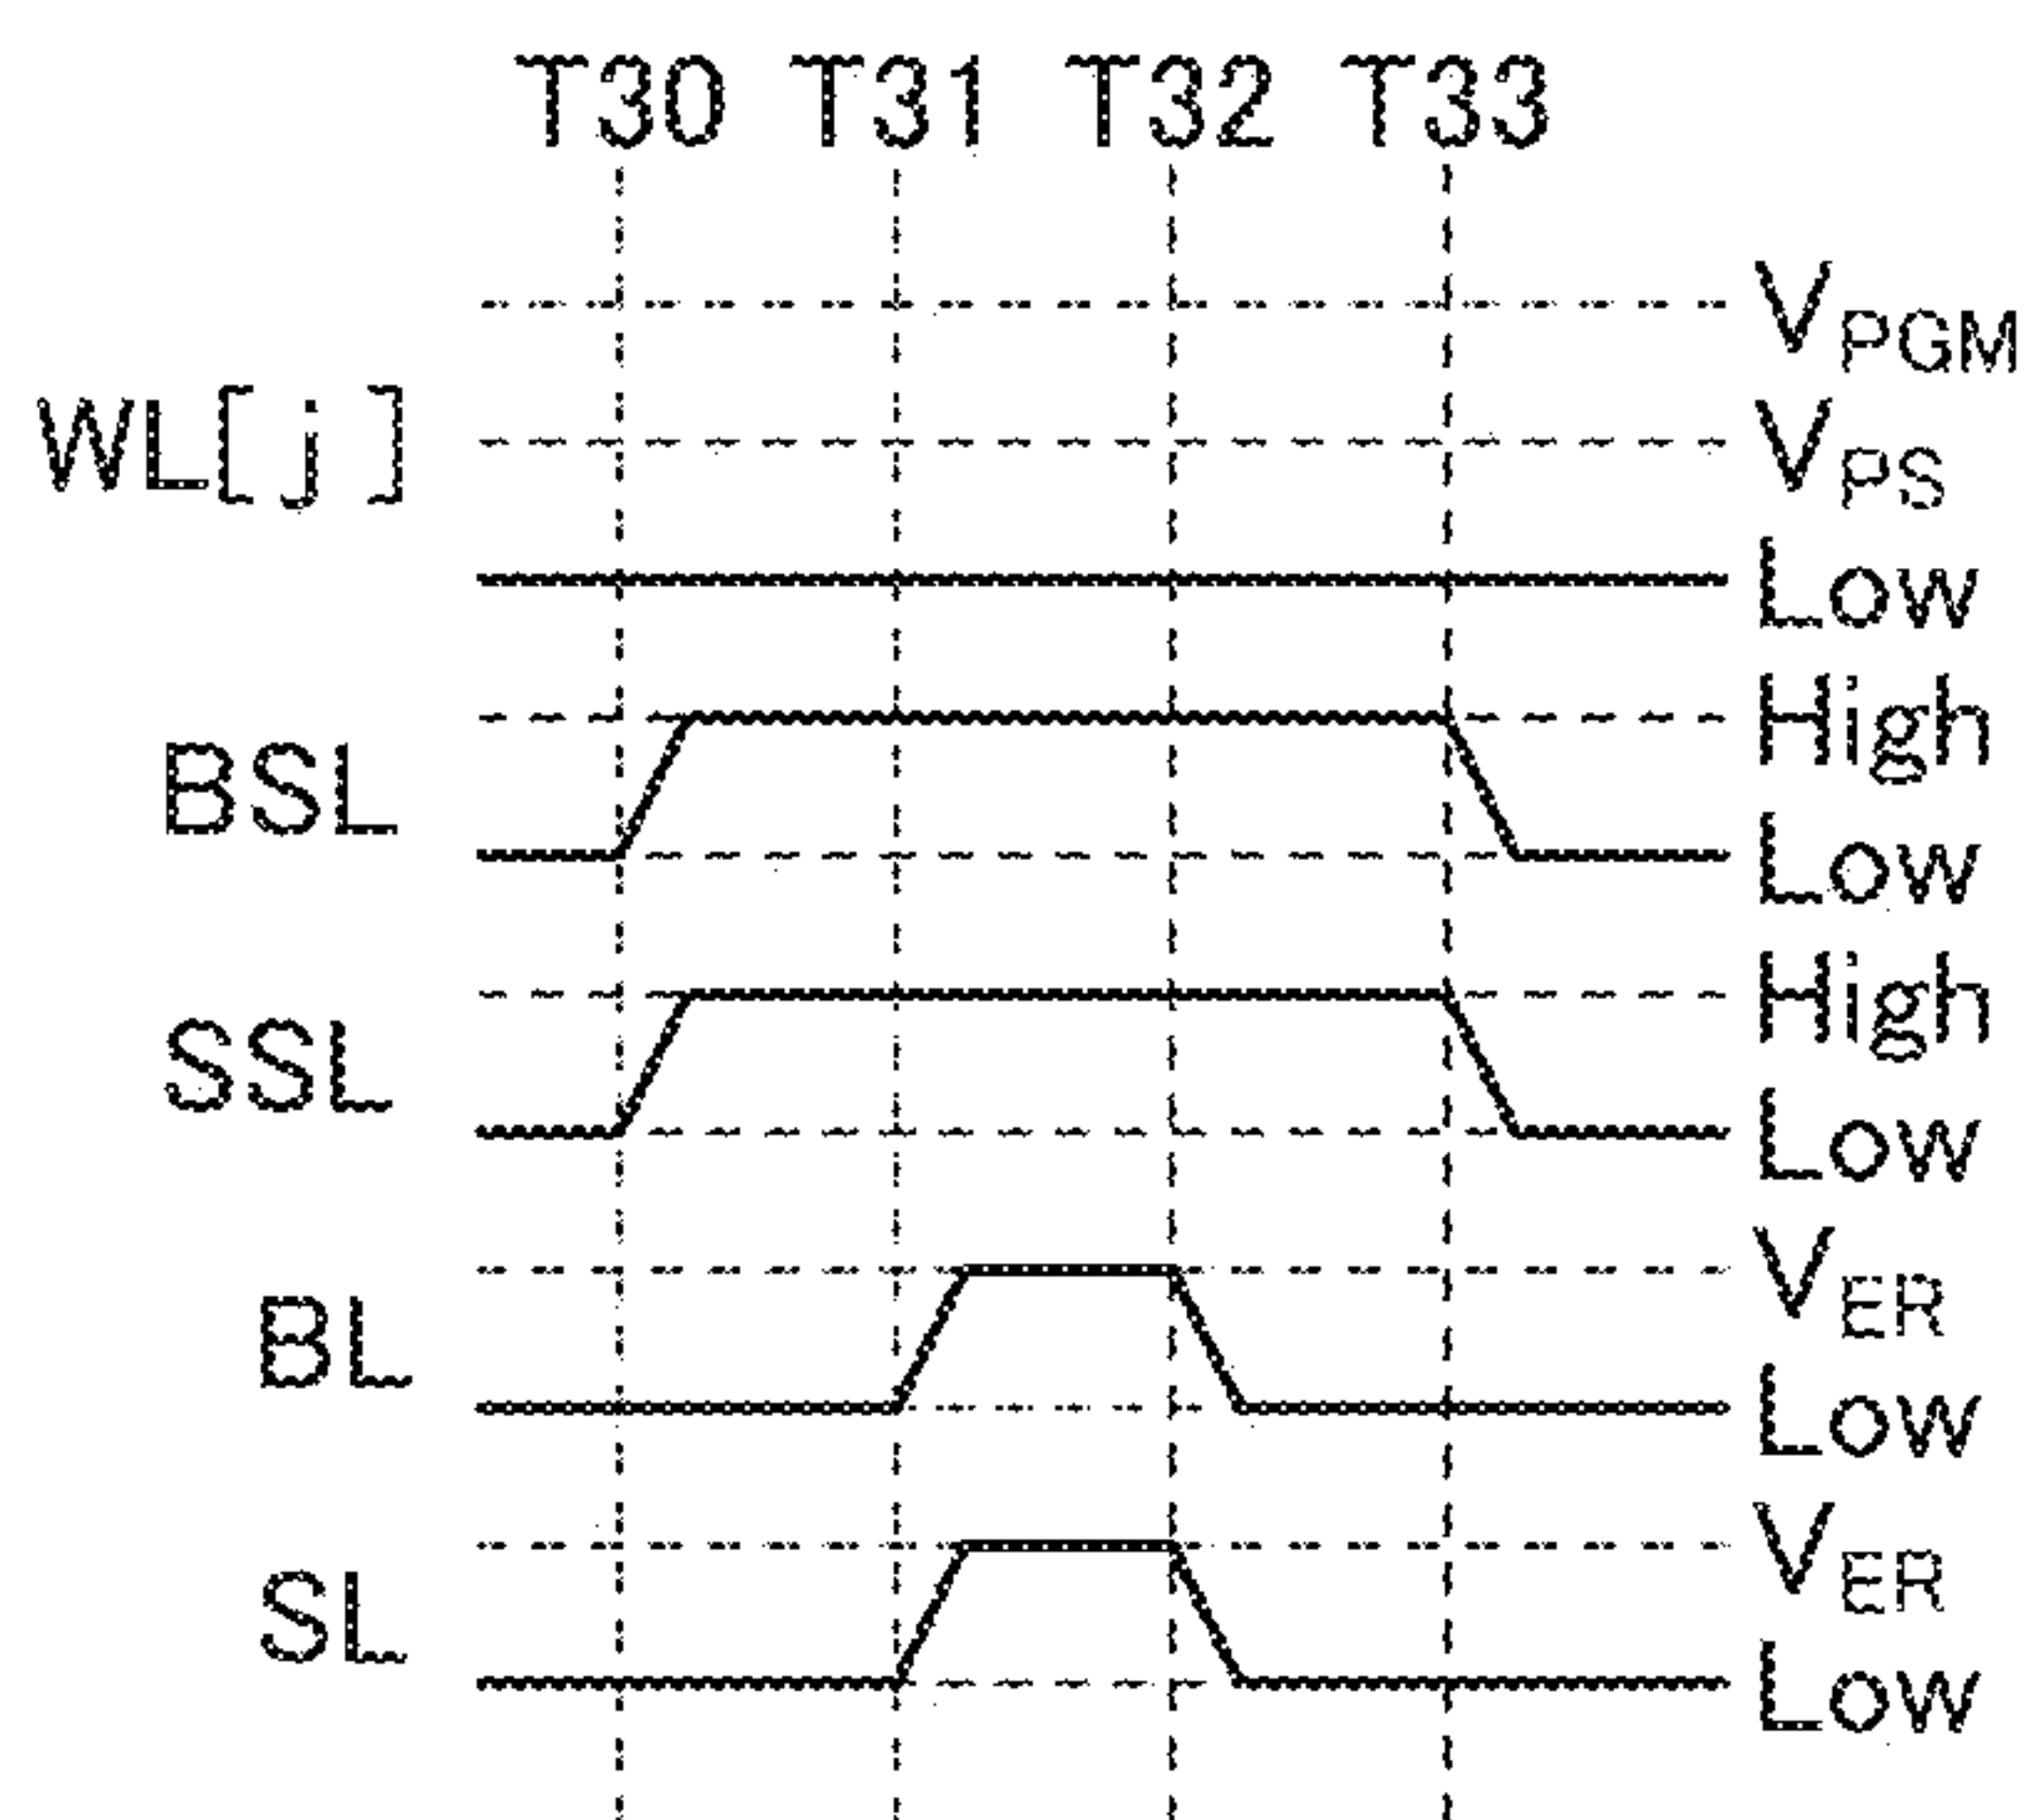 T30 T31 T32 T33
VPGM
WL[j] VPS
Low
High
BSL
Low
High
SSL
Low
VER
BL
Low
VER
SL
Low